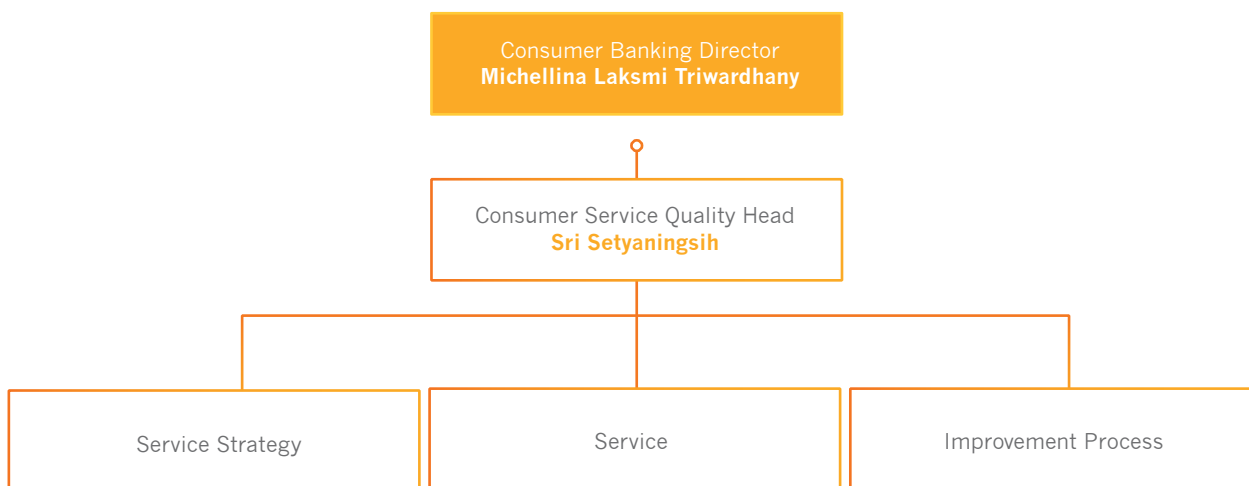 Consumer Banking Director
Michellina Laksmi Triwardhany
Consumer Service Quality Head
Sri Setyaningsih
Service Strategy
Service
Improvement Process